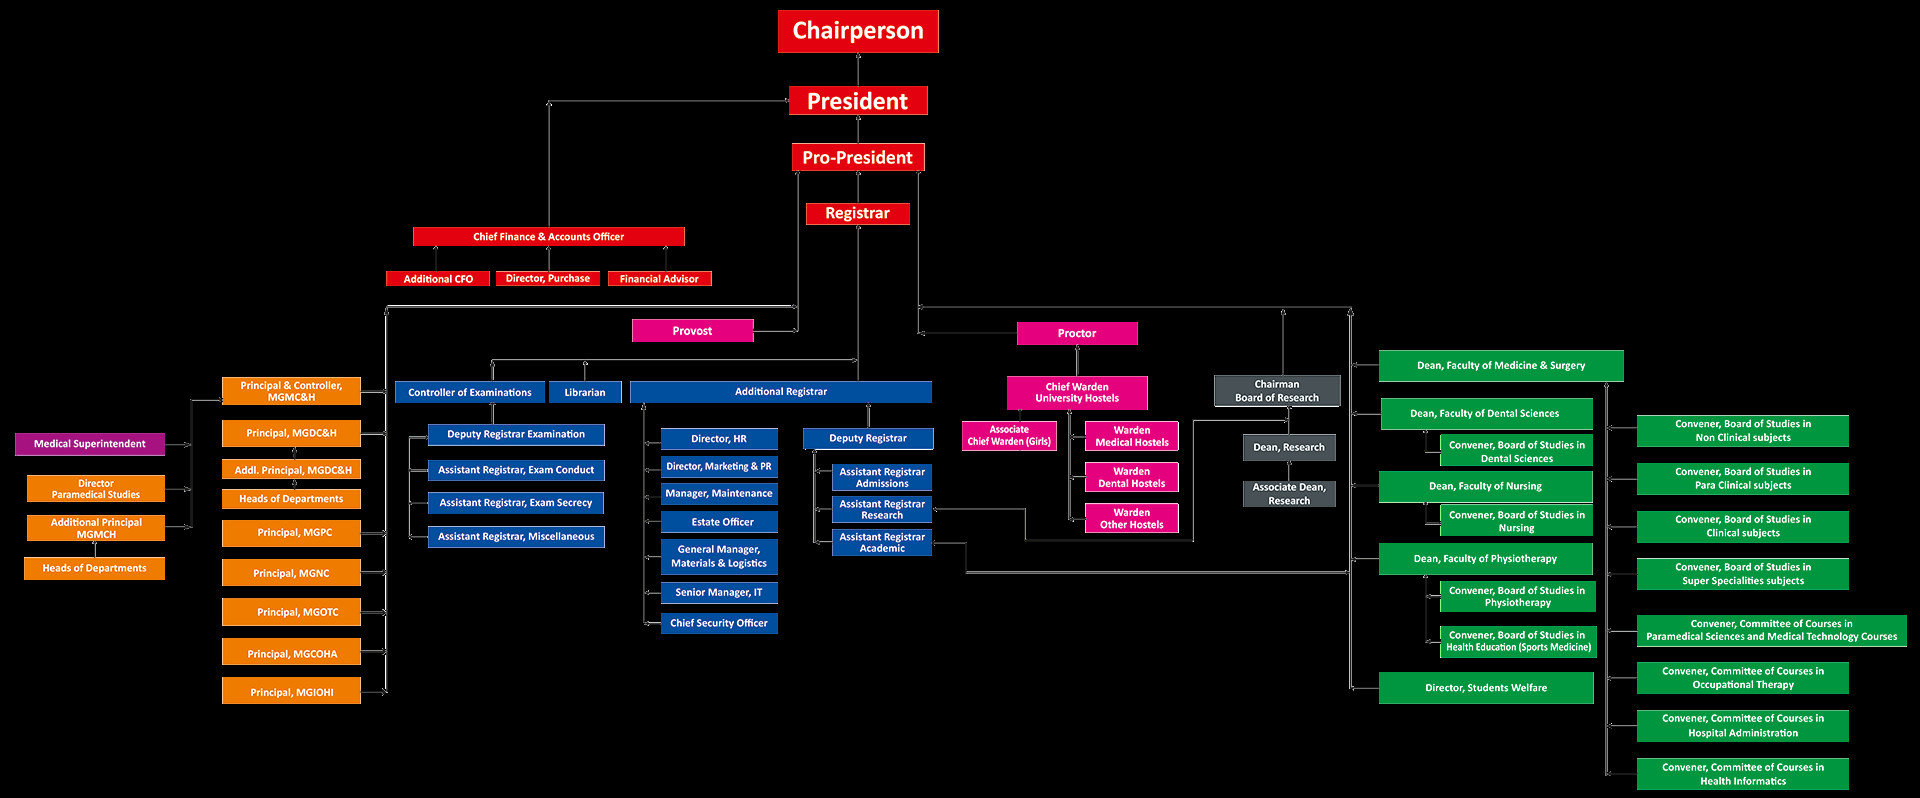 Chairperson
President
Pro-President
Registrar
Chief Finance & Accounts Officer
Additional CFO
Director, Purchase
Financial Advisor
Provost
Proctor
Principal & Controller,
MGMC&H
Principal, MGDC&H
Addl. Principal, MGDC&H
Heads of Departments
Principal, MGPC
Principal, MGNC
Principal, MGOTC
Principal, MGCOHA
Principal, MGIOHI
Medical Superintendent
Director
Paramedical Studies
Additional Principal
MGMCH
Heads of Departments
Controller of Examinations
Librarian
Deputy Registrar Examination
Assistant Registrar, Exam Conduct
Assistant Registrar, Exam Secrecy
Assistant Registrar, Miscellaneous
Additional Registrar
Director, HR
Director, Marketing & PR
Manager, Maintenance
Estate Officer
General Manager,
Materials & Logistics
Senior Manager, IT
Chief Security Officer
Deputy Registrar
Assistant Registrar
Admissions
Assistant Registrar
Research
Assistant Registrar
Academic
Chief Warden
University Hostels
Associate
Chief Warden (Girls)
Warden
Medical Hostels
Warden
Dental Hostels
Warden
Other Hostels
Chairman
Board of Research
Dean, Research
Associate Dean,
Research
Dean, Faculty of Medicine & Surgery
Dean, Faculty of Dental Sciences
Convener, Board of Studies in
Dental Sciences
Dean, Faculty of Nursing
Convener, Board of Studies in
Nursing
Dean, Faculty of Physiotherapy
Convener, Board of Studies in
Physiotherapy
Convener, Board of Studies in
Health Education (Sports Medicine)
Director, Students Welfare
Convener, Board of Studies in
Non Clinical subjects
Convener, Board of Studies in
Para Clinical subjects
Convener, Board of Studies in
Clinical subjects
Convener, Board of Studies in
Super Specialities subjects
Convener, Committee of Courses in
Paramedical Sciences and Medical Technology Courses
Convener, Committee of Courses in
Occupational Therapy
Convener, Committee of Courses in
Hospital Administration
Convener, Committee of Courses in
Health Informatics